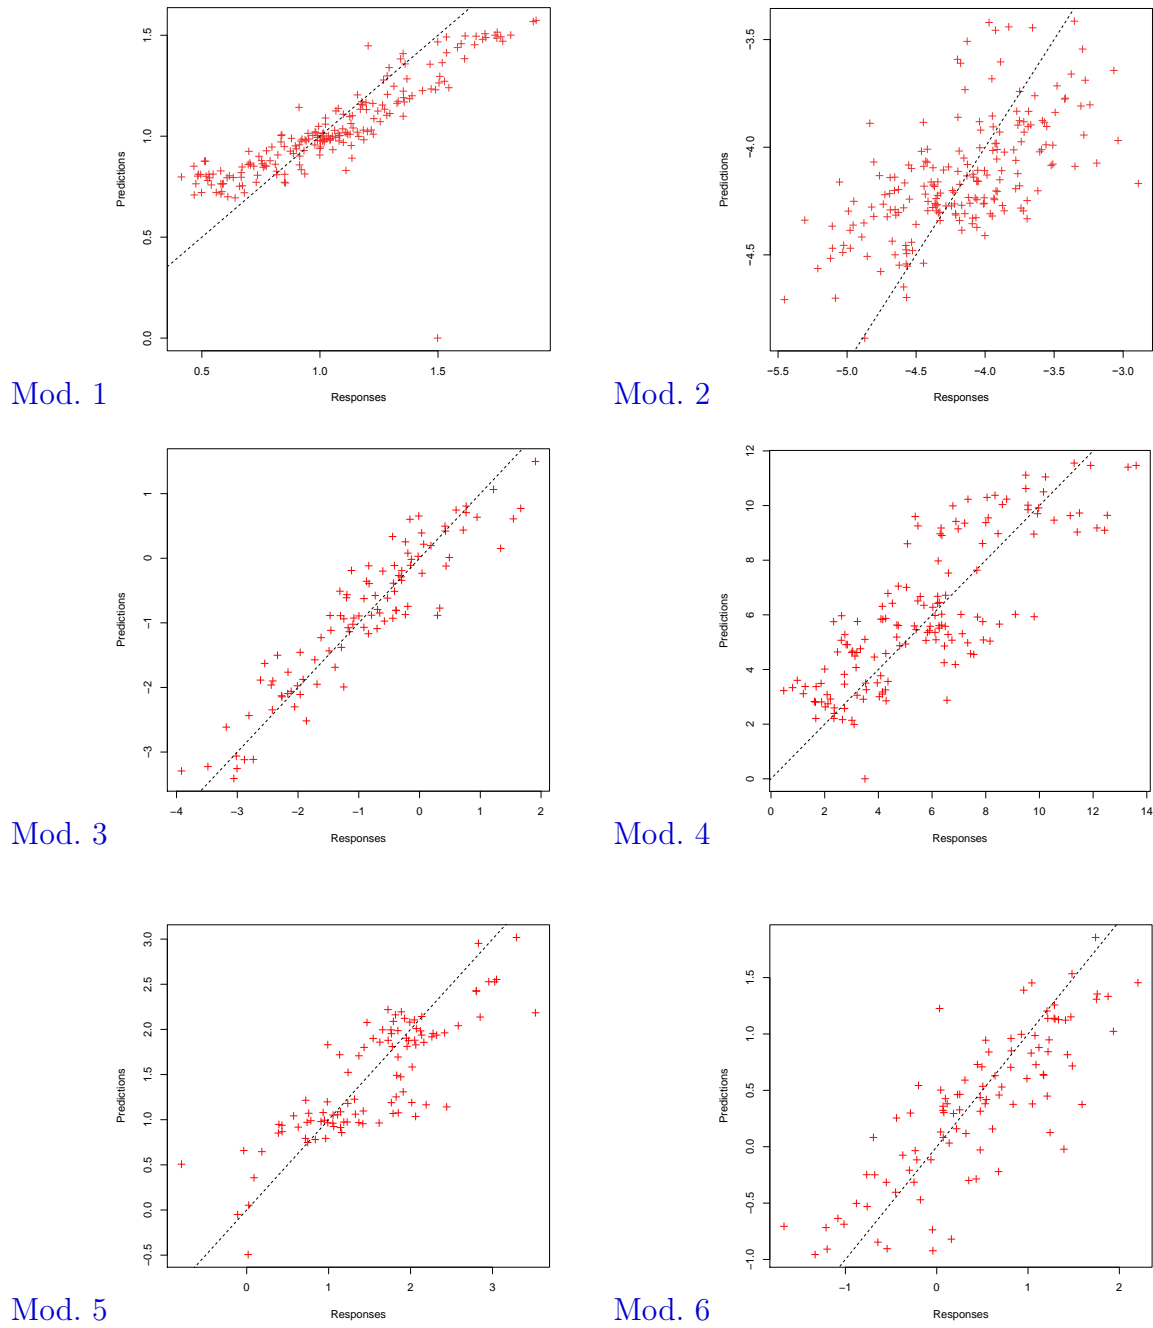 1.5
1.0
0.5
0.0
Predictions
0.5 1.0 1.5
Responses
Mod. 1
−3.5
−4.0
−4.5
Predictions
−5.5 −5.0 −4.5 −4.0 −3.5 −3.0
Responses
Mod. 2
1
0
−1
−2
−3
Predictions
−4 −3 −2 −1 0 1 2
Responses
Mod. 3
12
10
8
6
4
2
0
Predictions
0 2 4 6 8 10 12 14
Responses
Mod. 4
3.0
2.5
2.0
1.5
1.0
0.5
0.0
−0.5
Predictions
0 1 2 3
Responses
Mod. 5
1.5
1.0
0.5
0.0
−0.5
−1.0
Predictions
−1 0 1 2
Responses
Mod. 6